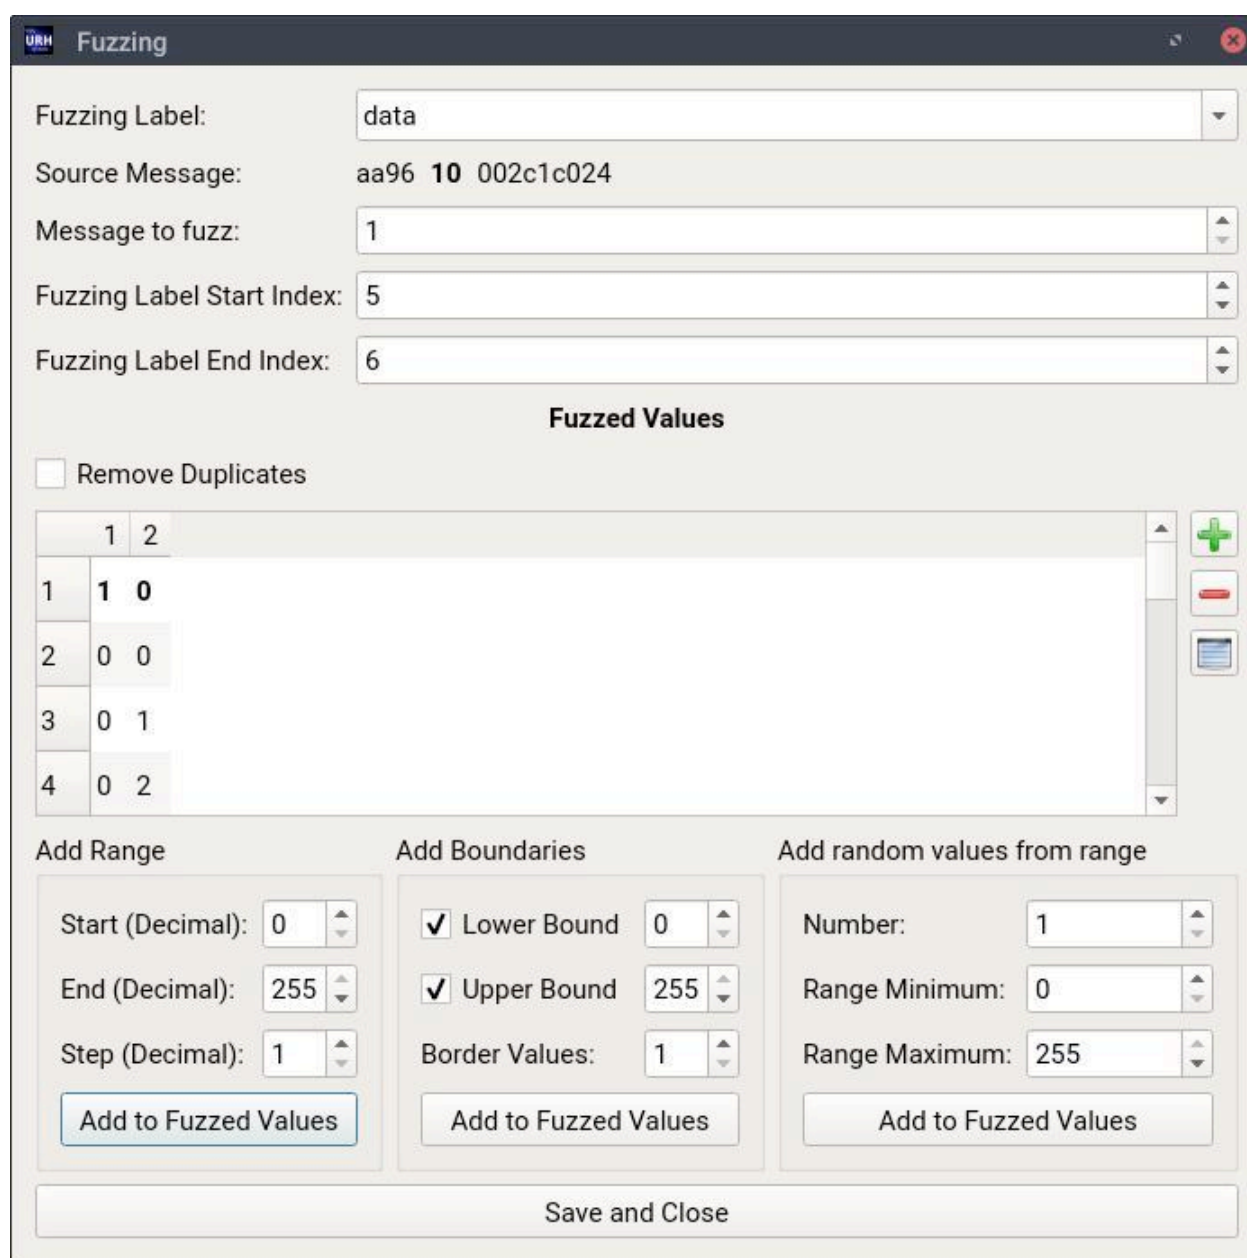 URH Fuzzing
Fuzzing Label: data
Source Message: aa96 10 002c1c024
Message to fuzz: 1
Fuzzing Label Start Index: 5
Fuzzing Label End Index: 6
Fuzzed Values
Remove Duplicates
1 2
1 1 0
2 0 0
3 0 1
4 0 2
Add Range Add Boundaries Add random values from range
Start (Decimal): 0 Lower Bound 0 Number: 1
End (Decimal): 255 Upper Bound 255 Range Minimum: 0
Step (Decimal): 1 Border Values: 1 Range Maximum: 255
Add to Fuzzed Values Add to Fuzzed Values Add to Fuzzed Values
Save and Close